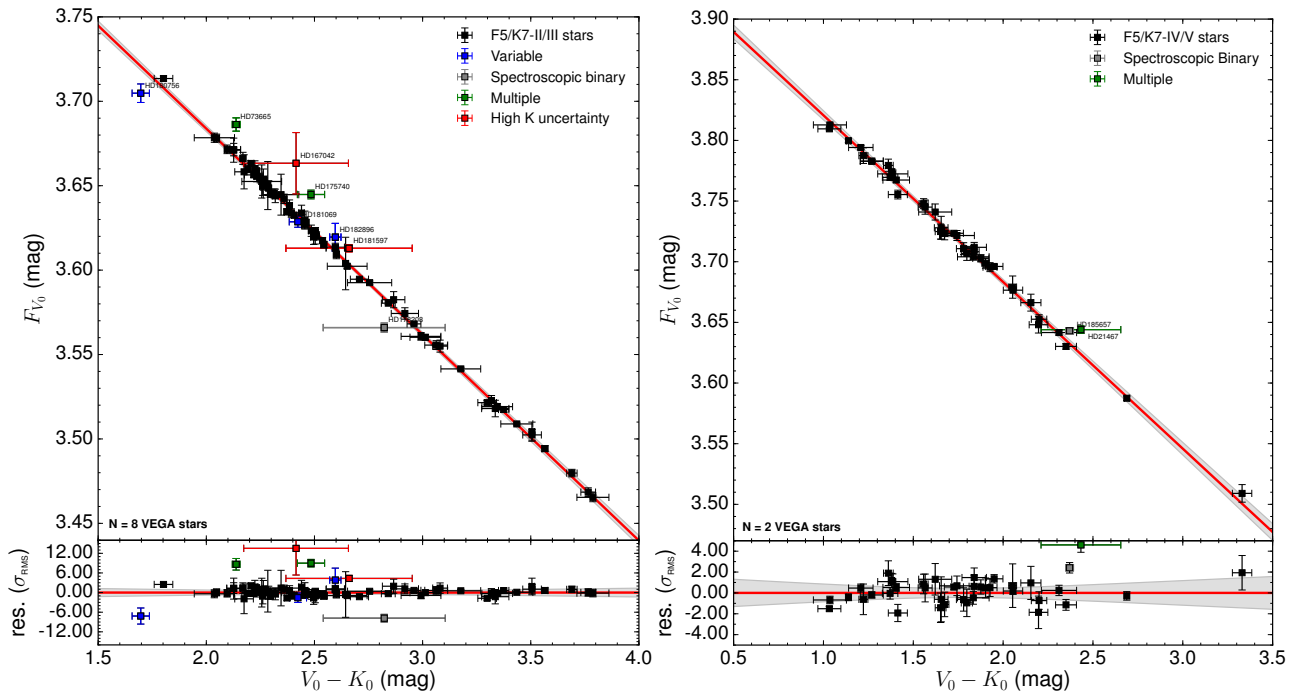 3.75
3.70
3.65
3.60
3.55
3.50
3.45
F_{V_0} (mag)
F5/K7-II/III stars
Variable
Spectroscopic binary
Multiple
High K uncertainty
HD73665
HD167042
HD175740
HD181069
HD182896
HD181597
N = 8 VEGA stars
12.00
6.00
0.00
-6.00
-12.00
res. (σ_{RMS})
1.5 2.0 2.5 3.0 3.5 4.0
V_0 − K_0 (mag)
3.90
3.85
3.80
3.75
3.70
3.65
3.60
3.55
3.50
F_{V_0} (mag)
F5/K7-IV/V stars
Spectroscopic Binary
Multiple
HD185657
HD21467
N = 2 VEGA stars
4.00
2.00
0.00
-2.00
-4.00
res. (σ_{RMS})
0.5 1.0 1.5 2.0 2.5 3.0 3.5
V_0 − K_0 (mag)